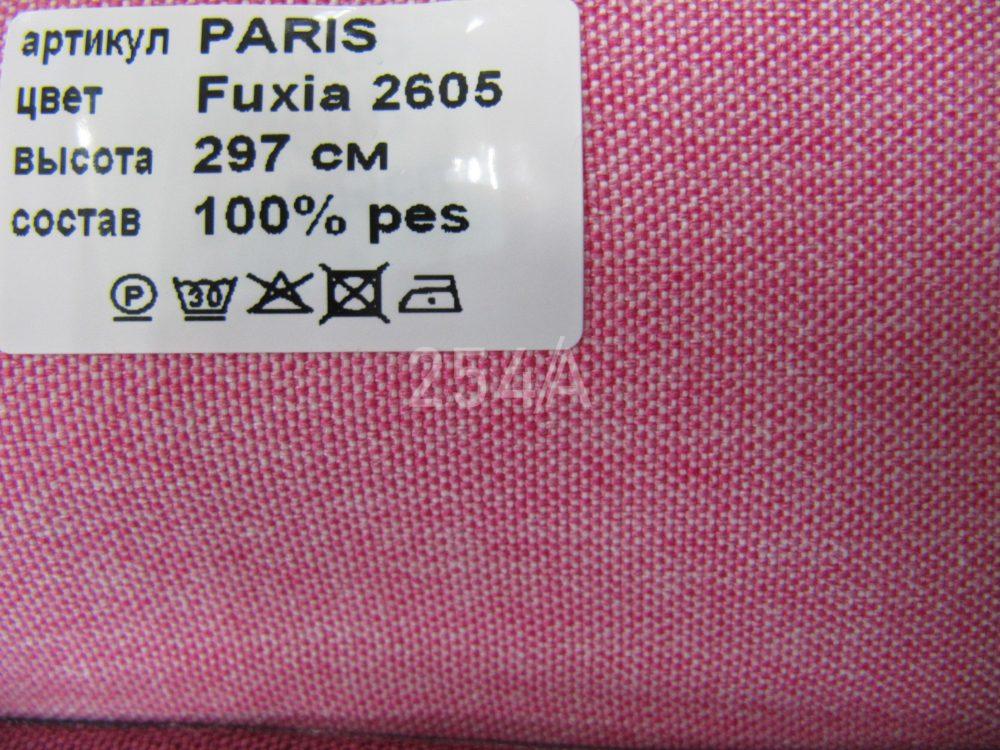 артикул PARIS
цвет Fuxia 2605
высота 297 см
состав 100% pes
P 30
254/A